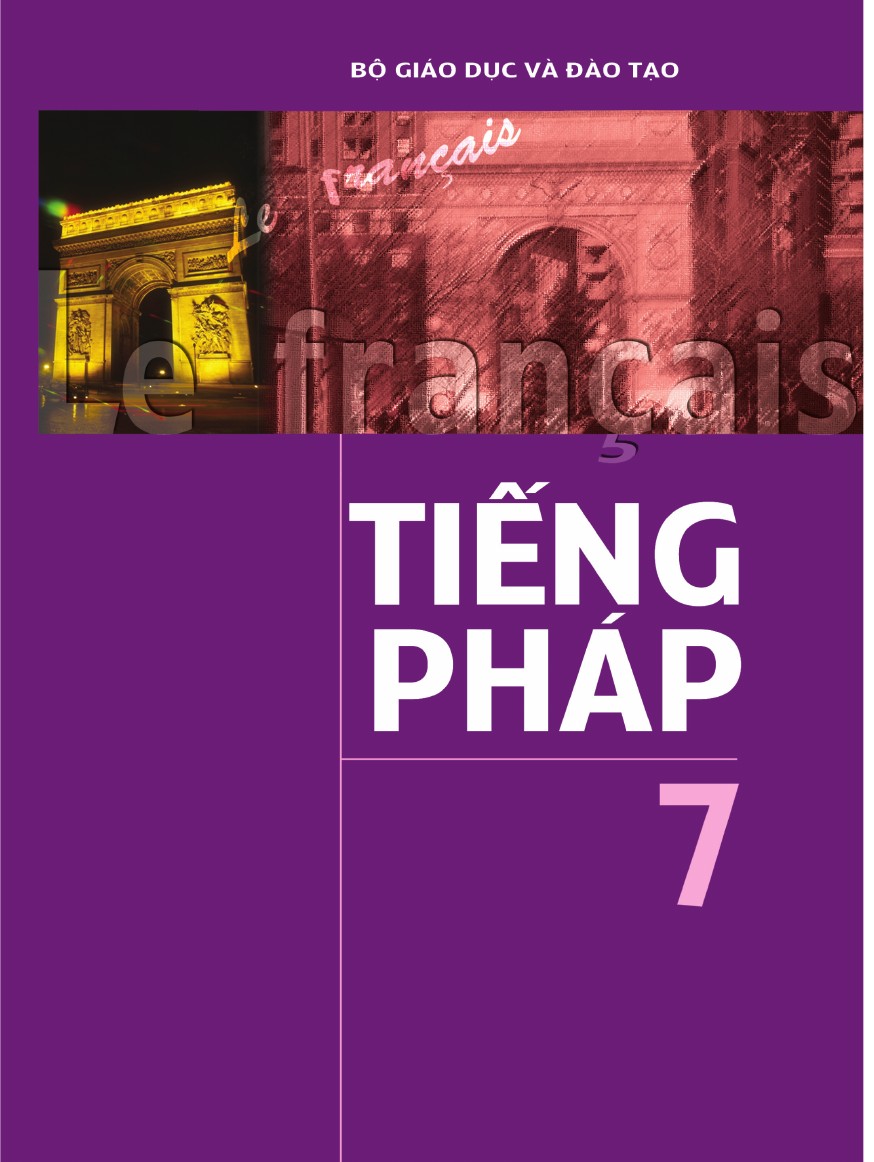 BỘ GIÁO DỤC VÀ ĐÀO TẠO
Le français
Le français
TIẾNG
PHÁP
7